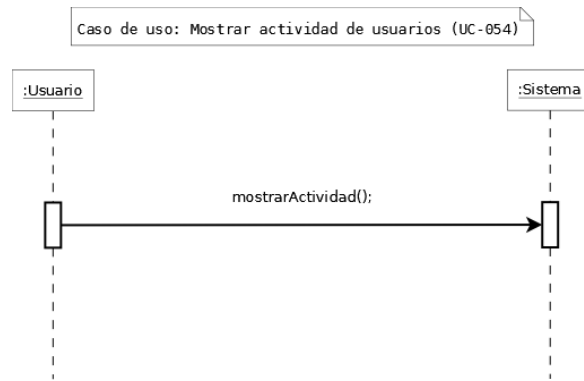 Caso de uso: Mostrar actividad de usuarios (UC-054)
:Usuario
:Sistema
mostrarActividad();